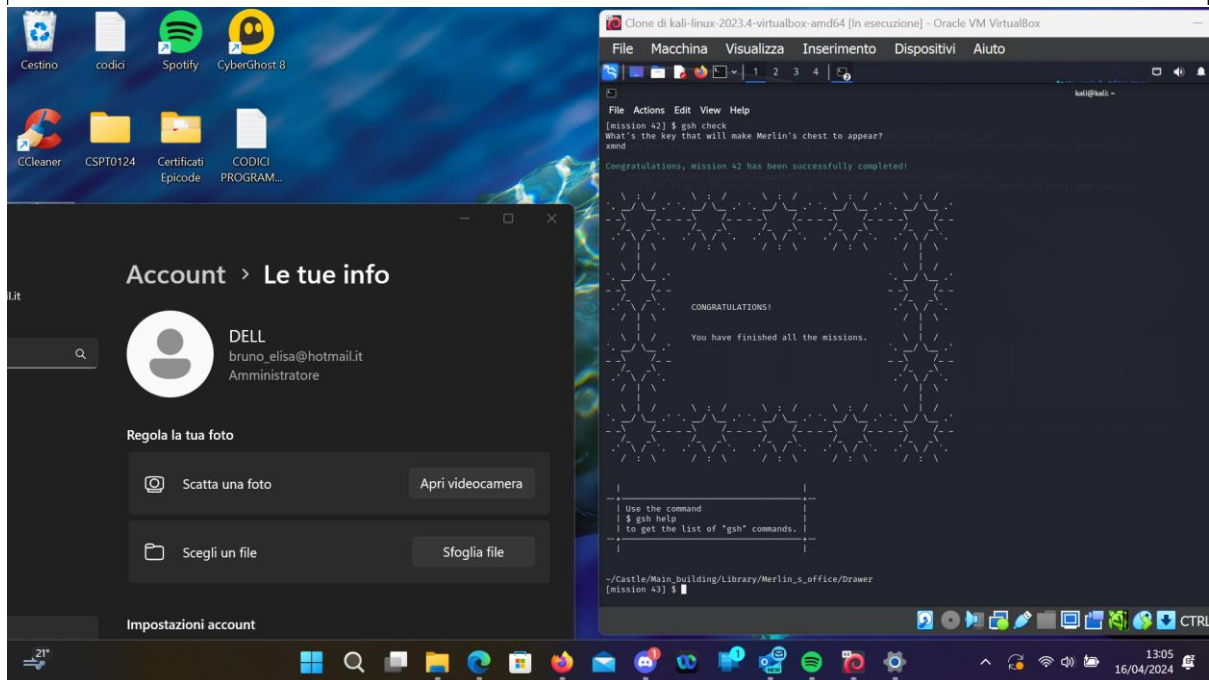 Cestino
codici
Spotify
CyberGhost 8
CCleaner
CSPT0124
Certificati
Epicode
CODICI
PROGRAM...
l.it
Account > Le tue info
DELL
bruno_elisa@hotmail.it
Amministratore
Regola la tua foto
Scatta una foto
Apri videocamera
Scegli un file
Sfoglia file
Impostazioni account
Clone di kali-linux-2023.4-virtualbox-amd64 [In esecuzione] - Oracle VM VirtualBox
File Macchina Visualizza Inserimento Dispositivi Aiuto
1 2 3 4
kali@kali: ~
File Actions Edit View Help
[mission 42] $ gsh check
What's the key that will make Merlin's chest to appear?
xmnd
Congratulations, mission 42 has been successfully completed!
CONGRATULATIONS!
You have finished all the missions.
Use the command
$ gsh help
to get the list of "gsh" commands.
~/Castle/Main_building/Library/Merlin_s_office/Drawer
[mission 43] $
CTRL
21°
NEW
13:05
16/04/2024